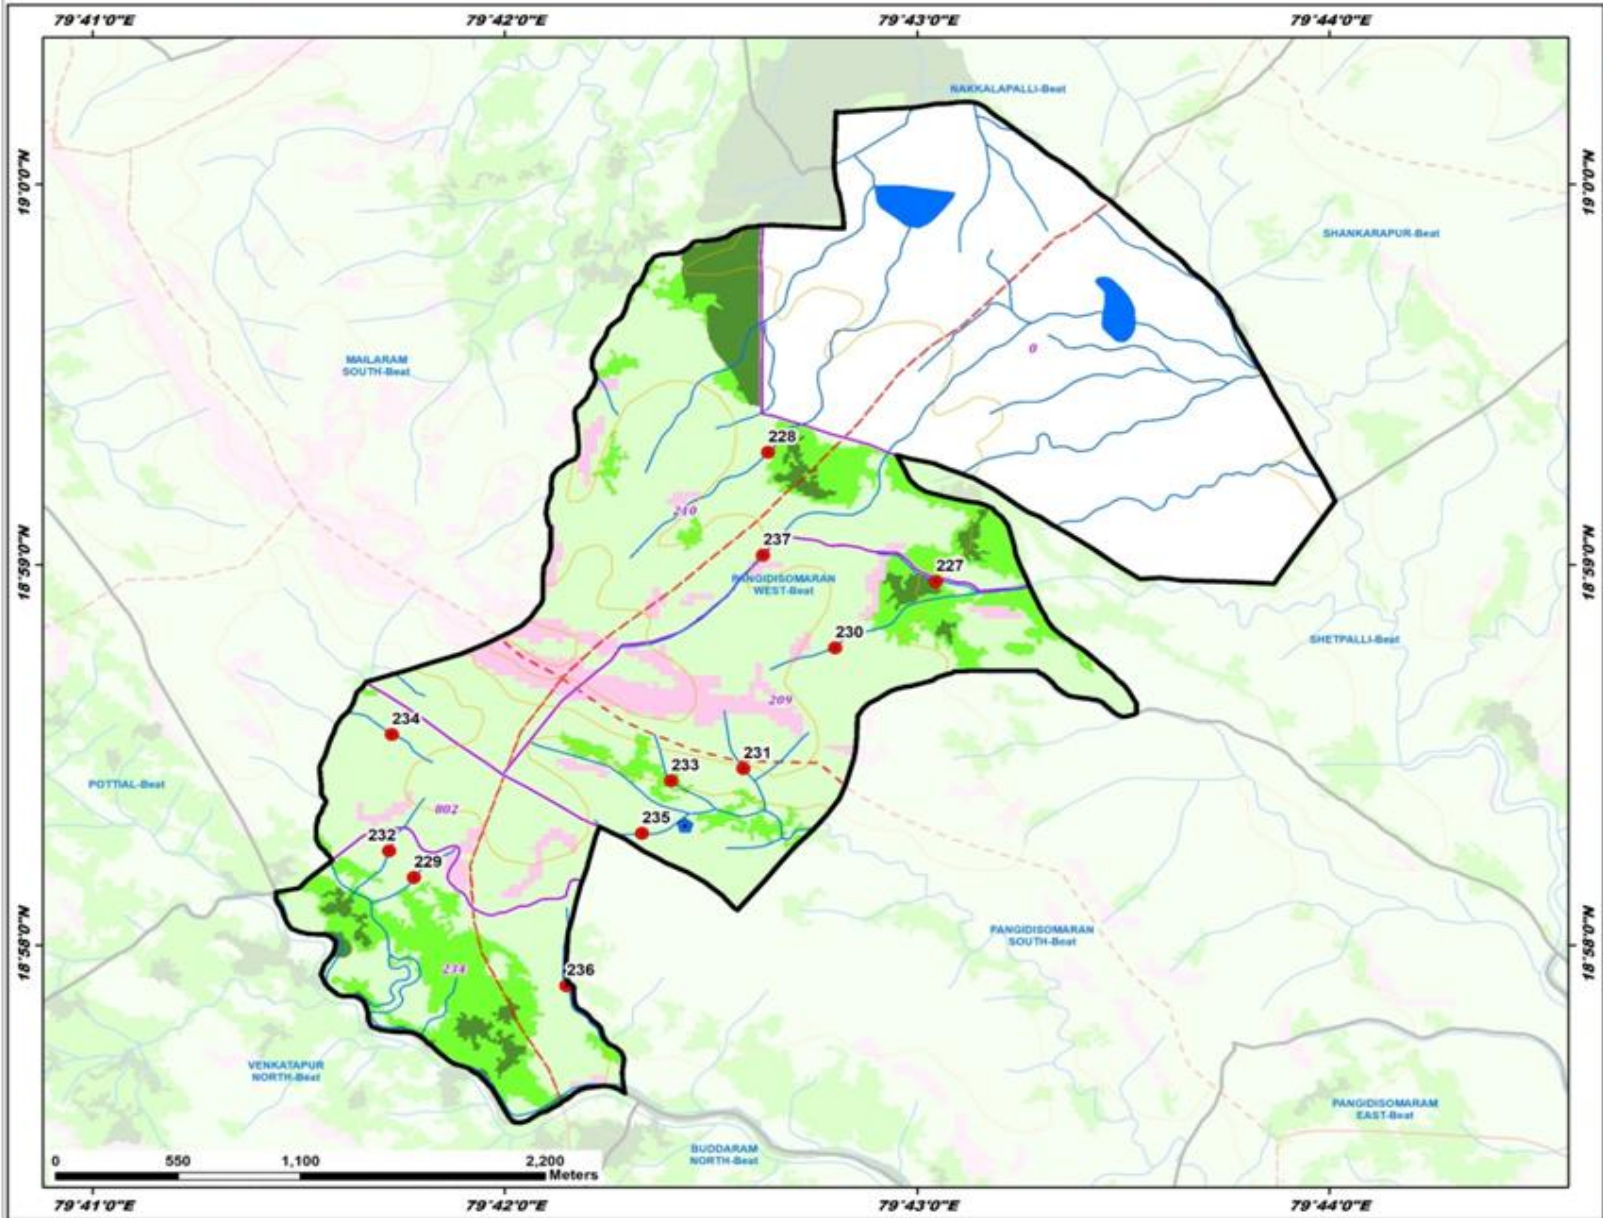 79°41'0"E
79°42'0"E
79°43'0"E
79°44'0"E
NAKKALAPALLI-Beat
19°0'0"N
19°0'0"N
SHANKARAPUR-Beat
0
MAILARAM
SOUTH-Beat
228
210
237
18°59'0"N
18°59'0"N
227
PANGIDISOMARAN
WEST-Beat
230
SHETPALLI-Beat
209
234
231
233
POTTIAL-Beat
802
235
232
229
PANGIDISOMARAN
SOUTH-Beat
18°58'0"N
18°58'0"N
234
236
VENKATAPUR
NORTH-Beat
PANGIDISOMARAM
EAST-Beat
BUDDARAM
NORTH-Beat
0 550 1,100 2,200
Meters
79°41'0"E
79°42'0"E
79°43'0"E
79°44'0"E